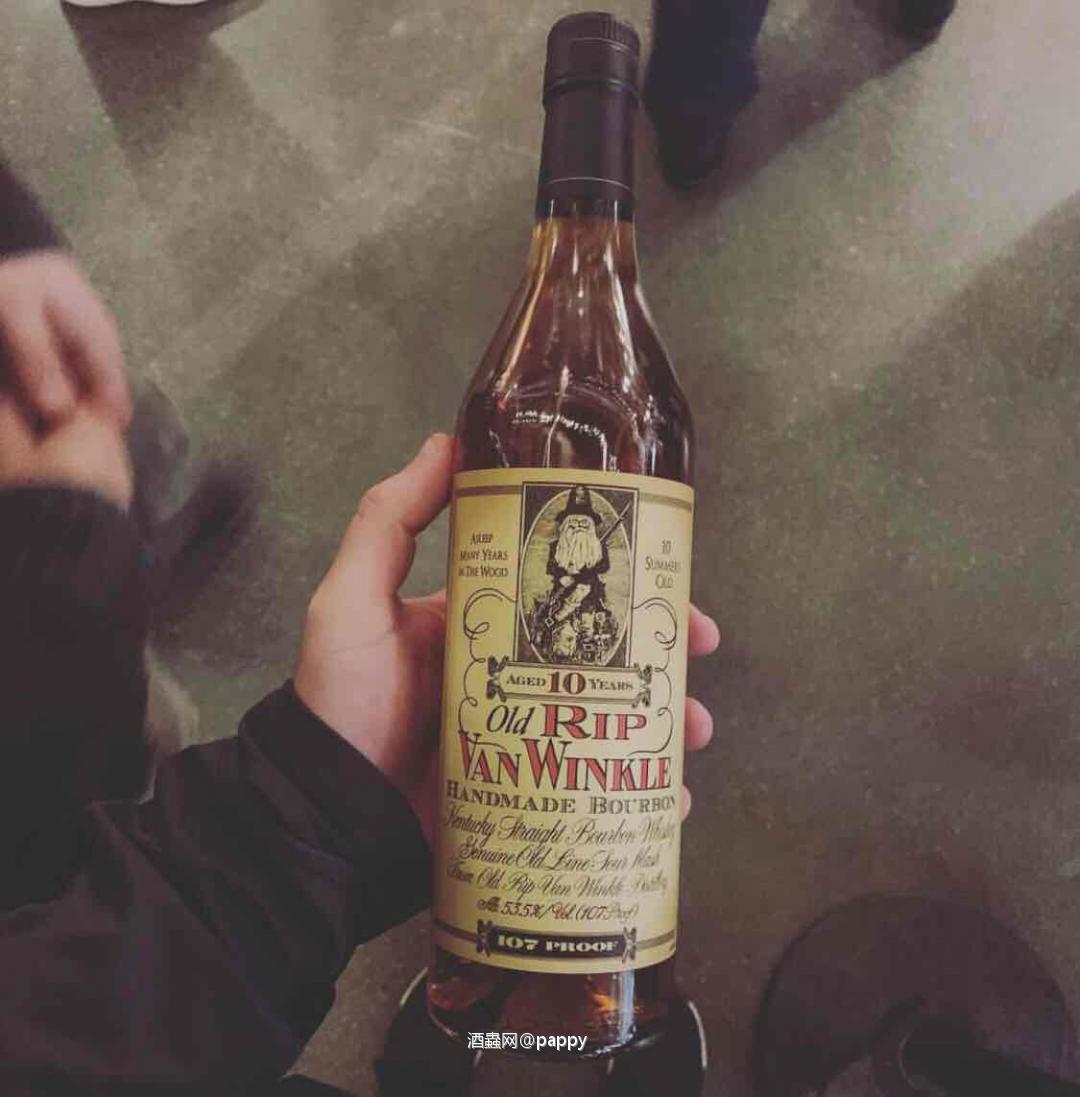 ASLEEP
MANY YEARS
IN THE WOOD
10
SUMMERS
OLD
AGED 10 YEARS
Old RIP
VAN WINKLE
HANDMADE BOURBON
Kentucky Straight Bourbon Whiskey
Genuine Old Line Sour Mash
From Old Rip Van Winkle Distillery
Alc. 53.5%/Vol. (107 Proof)
107 PROOF
酒蟲网@pappy